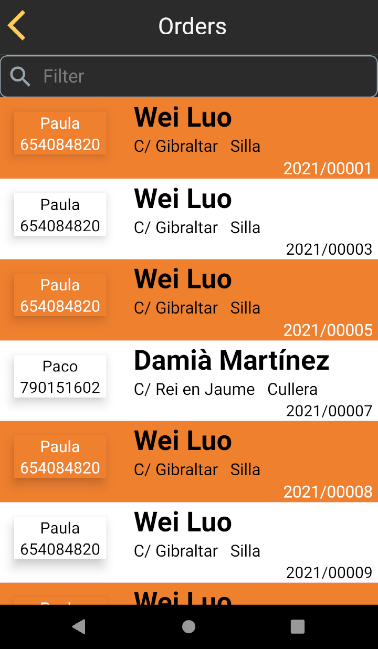 Orders
Filter
Paula
654084820
Wei Luo
C/ Gibraltar Silla
2021/00001
Paula
654084820
Wei Luo
C/ Gibraltar Silla
2021/00003
Paula
654084820
Wei Luo
C/ Gibraltar Silla
2021/00005
Paco
790151602
Damià Martínez
C/ Rei en Jaume Cullera
2021/00007
Paula
654084820
Wei Luo
C/ Gibraltar Silla
2021/00008
Paula
654084820
Wei Luo
C/ Gibraltar Silla
2021/00009
Wei Luo